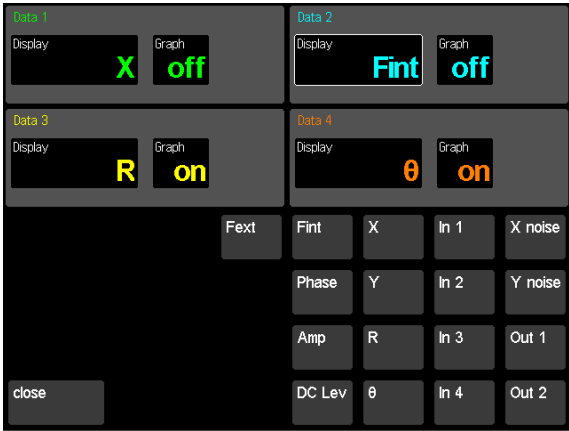 Data 1
Display
X
Graph
off
Data 2
Display
Fint
Graph
off
Data 3
Display
R
Graph
on
Data 4
Display
θ
Graph
on
Fext Fint X In 1 X noise
Phase Y In 2 Y noise
Amp R In 3 Out 1
close DC Lev θ In 4 Out 2